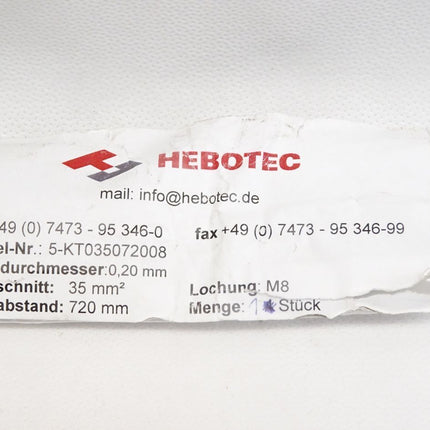 HEBOTEC
mail: info@hebotec.de
+49 (0) 7473 - 95 346-0 fax +49 (0) 7473 - 95 346-99
el-Nr.: 5-KT035072008
durchmesser:0,20 mm
schnitt: 35 mm² Lochung: M8
abstand: 720 mm Menge: 1 Stück